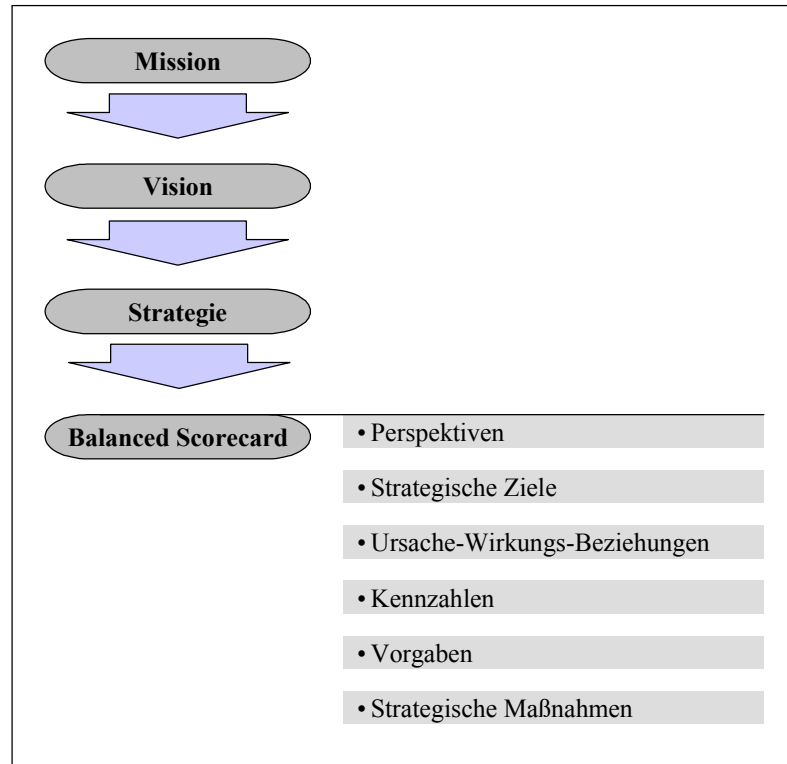 Mission
Vision
Strategie
Balanced Scorecard
• Perspektiven
• Strategische Ziele
• Ursache-Wirkungs-Beziehungen
• Kennzahlen
• Vorgaben
• Strategische Maßnahmen